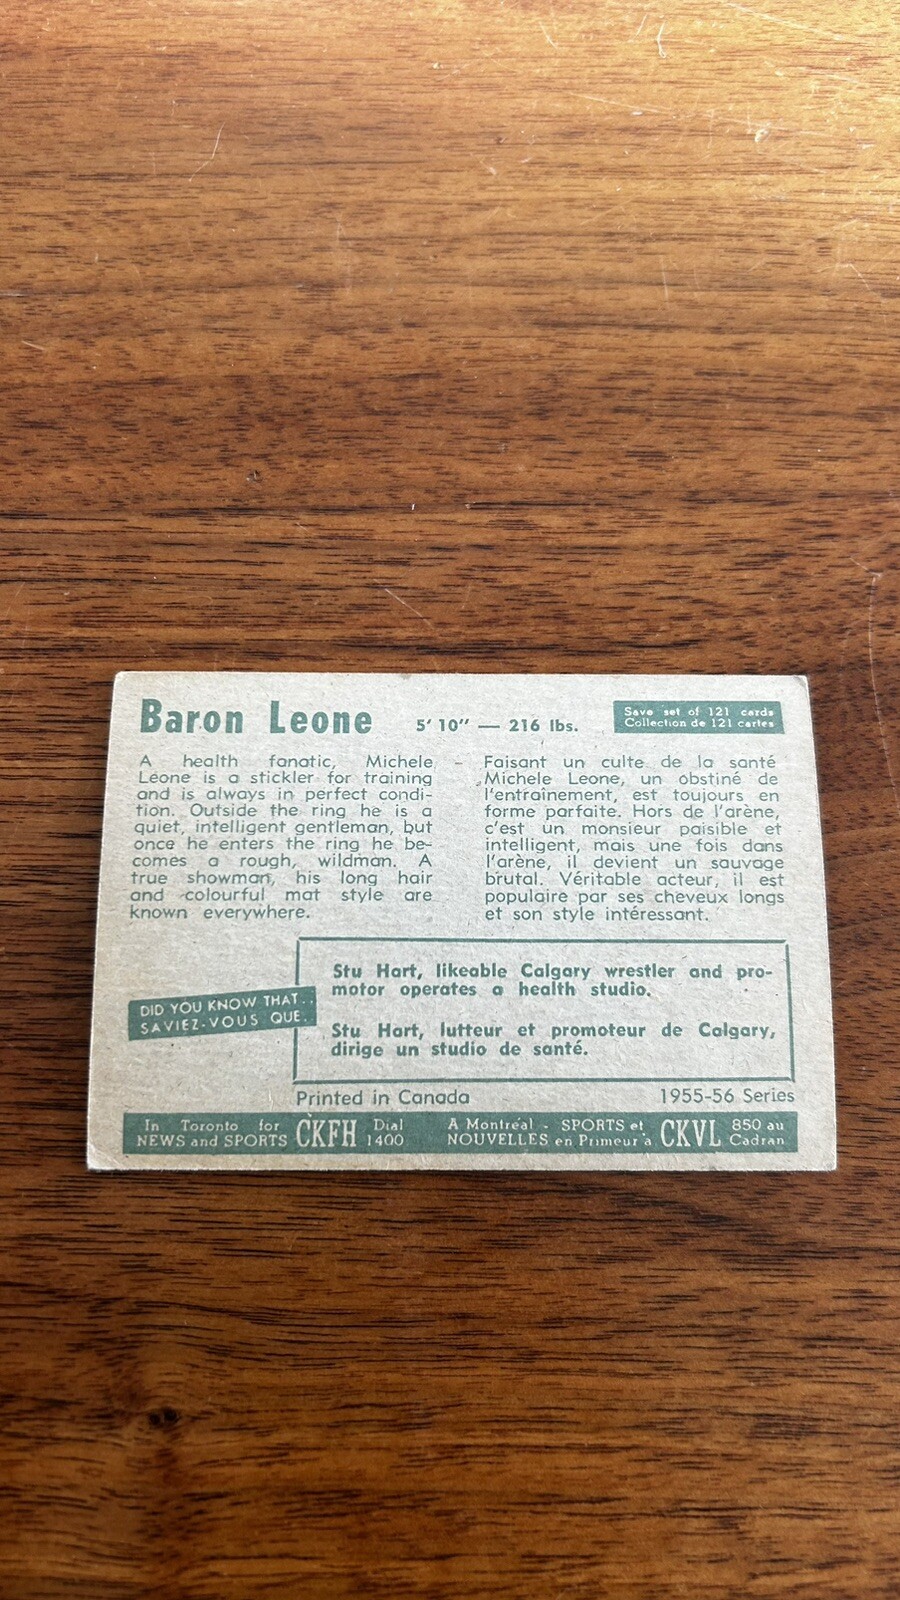 Baron Leone 5' 10" — 216 lbs.
Save set of 121 cards
Collection de 121 cartes
A health fanatic, Michele
Leone is a stickler for training
and is always in perfect condi-
tion. Outside the ring he is a
quiet, intelligent gentleman, but
once he enters the ring he be-
comes a rough, wildman. A
true showman, his long hair
and colourful mat style are
known everywhere.
Faisant un culte de la santé
Michele Leone, un obstiné de
l'entraînement, est toujours en
forme parfaite. Hors de l'arène,
c'est un monsieur paisible et
intelligent, mais une fois dans
l'arène, il devient un sauvage
brutal. Véritable acteur, il est
populaire par ses cheveux longs
et son style intéressant.
DID YOU KNOW THAT..
SAVIEZ-VOUS QUE.
Stu Hart, likeable Calgary wrestler and pro-
motor operates a health studio.
Stu Hart, lutteur et promoteur de Calgary,
dirige un studio de santé.
Printed in Canada 1955-56 Series
In Toronto for
NEWS and SPORTS
CKFH
Dial
1400
A Montréal - SPORTS et
NOUVELLES en Primeur à
CKVL
850 au
Cadran